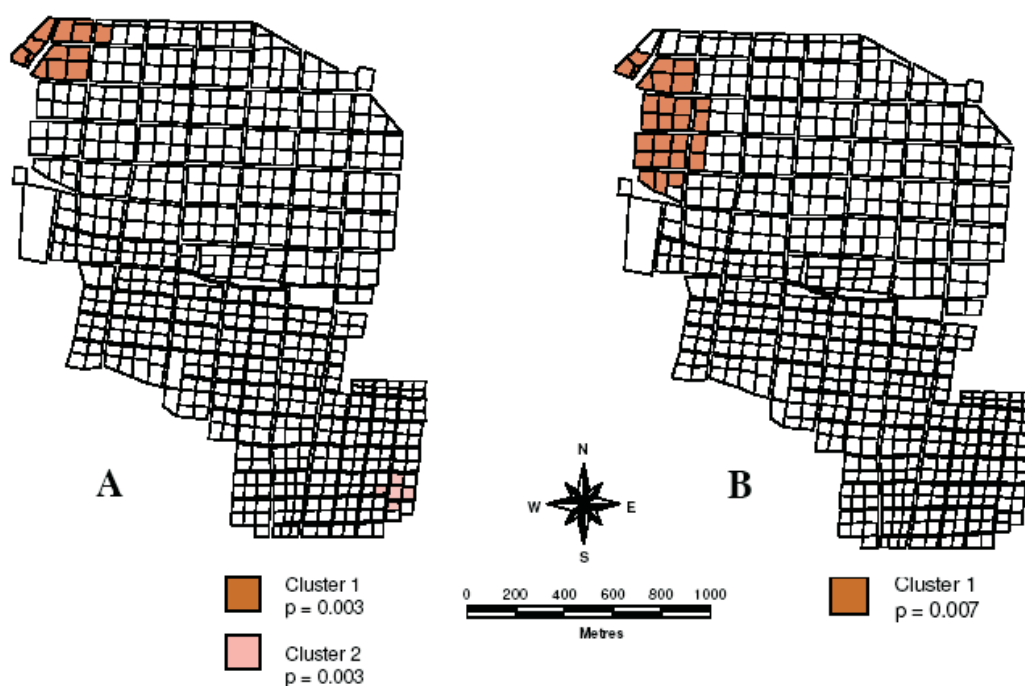 A
B
N
W E
S
Cluster 1
p = 0.003
Cluster 2
p = 0.003
0 200 400 600 800 1000
Metres
Cluster 1
p = 0.007